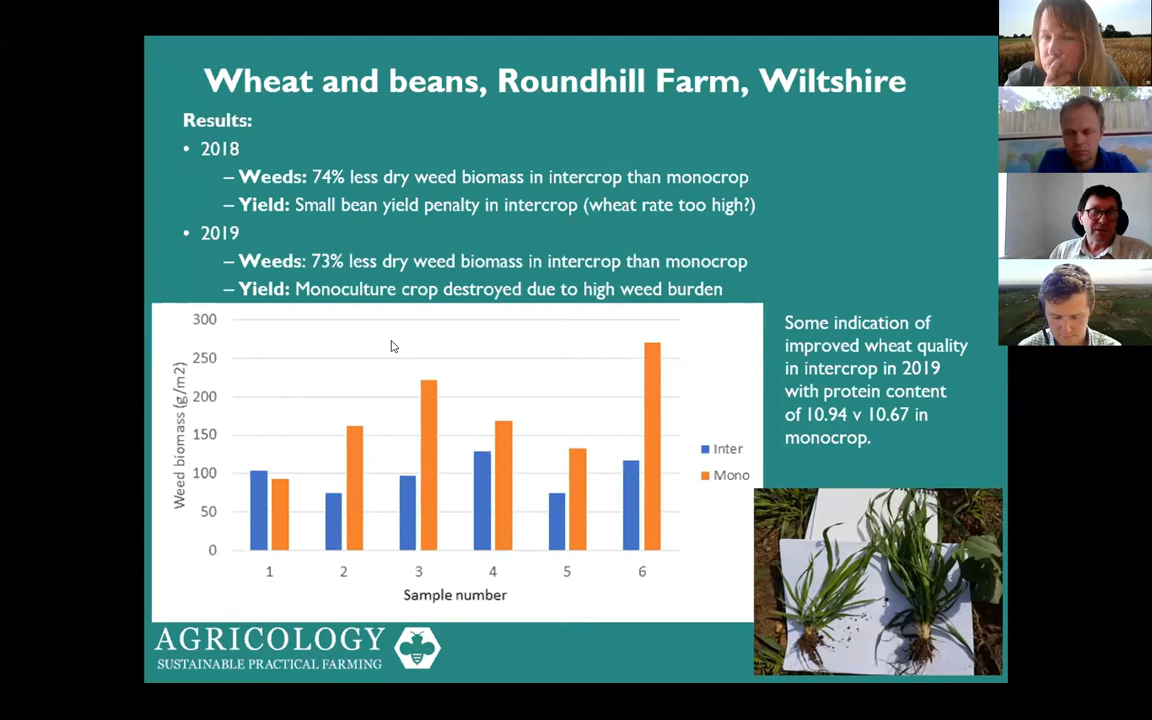 Wheat and beans, Roundhill Farm, Wiltshire
Results:
• 2018
– Weeds: 74% less dry weed biomass in intercrop than monocrop
– Yield: Small bean yield penalty in intercrop (wheat rate too high?)
• 2019
– Weeds: 73% less dry weed biomass in intercrop than monocrop
– Yield: Monoculture crop destroyed due to high weed burden
300
250
200
150
100
50
0
Weed biomass (g/m2)
1 2 3 4 5 6
Sample number
Inter
Mono
Some indication of
improved wheat quality
in intercrop in 2019
with protein content
of 10.94 v 10.67 in
monocrop.
AGRICOLOGY
SUSTAINABLE PRACTICAL FARMING